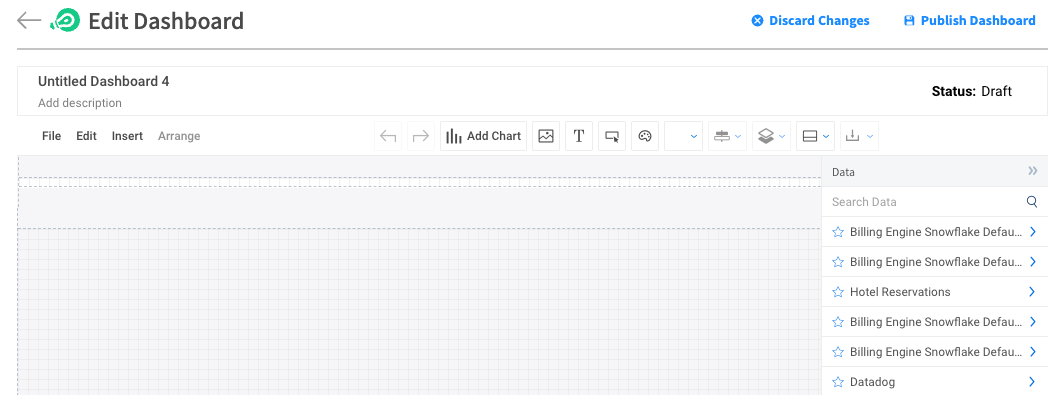 Edit Dashboard
Discard Changes
Publish Dashboard
Untitled Dashboard 4
Add description
Status: Draft
File Edit Insert Arrange
Add Chart
T
Data
Search Data
Billing Engine Snowflake Defau...
Billing Engine Snowflake Defau...
Hotel Reservations
Billing Engine Snowflake Defau...
Billing Engine Snowflake Defau...
Datadog